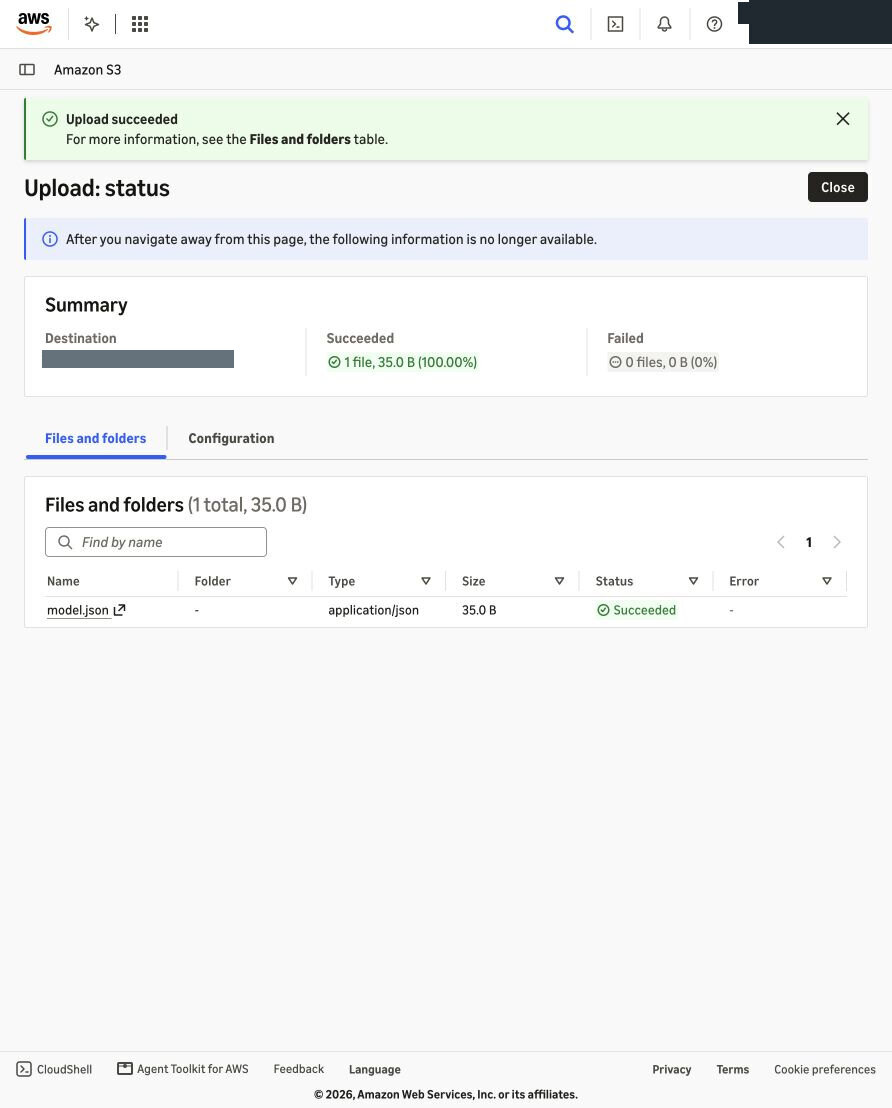 aws
Amazon S3
Upload succeeded
For more information, see the Files and folders table.
Upload: status
Close
After you navigate away from this page, the following information is no longer available.
Summary
Destination
Succeeded
1 file, 35.0 B (100.00%)
Failed
0 files, 0 B (0%)
Files and folders
Configuration
Files and folders (1 total, 35.0 B)
Find by name
1
Name Folder Type Size Status Error
model.json - application/json 35.0 B Succeeded -
CloudShell Agent Toolkit for AWS Feedback Language Privacy Terms Cookie preferences
© 2026, Amazon Web Services, Inc. or its affiliates.